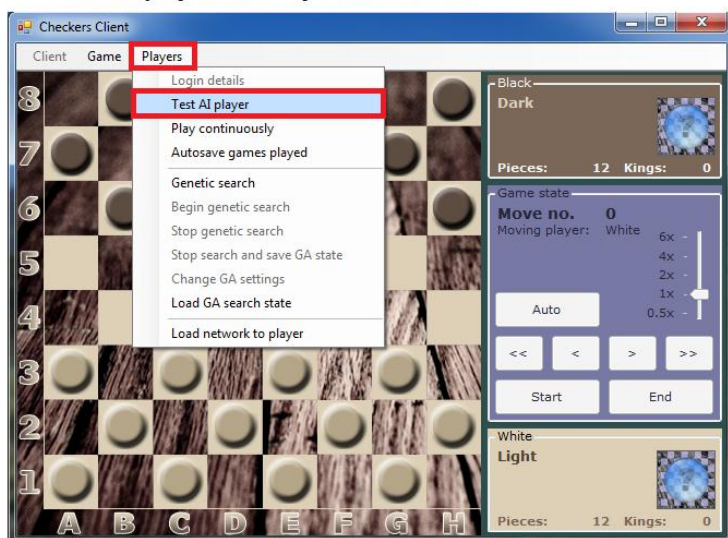 Checkers Client
Client Game Players
Login details
Test AI player
Play continuously
Autosave games played
Genetic search
Begin genetic search
Stop genetic search
Stop search and save GA state
Change GA settings
Load GA search state
Load network to player
8
7
6
5
4
3
2
1
A B C D E F G H
Black
Dark
Pieces: 12 Kings: 0
Game state
Move no. 0
Moving player: White
6x
4x
2x
1x
0.5x
Auto
<< < > >>
Start End
White
Light
Pieces: 12 Kings: 0